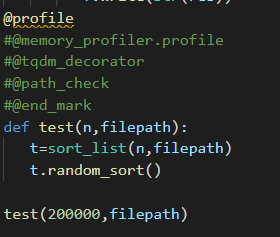 @profile
#@memory_profiler.profile
#@tqdm_decorator
#@path_check
#@end_mark
def test(n,filepath):
t=sort_list(n,filepath)
t.random_sort()
test(200000,filepath)